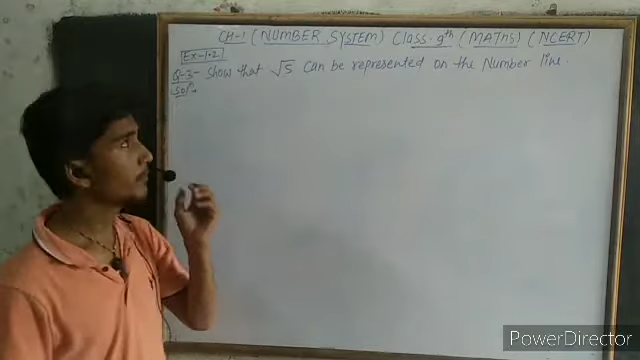 CH-1 (NUMBER SYSTEM) Class-9th (MATHS) (NCERT)
Ex-1.2
Q-3- Show that √5 can be represented on the Number line.
Soln.
PowerDirector